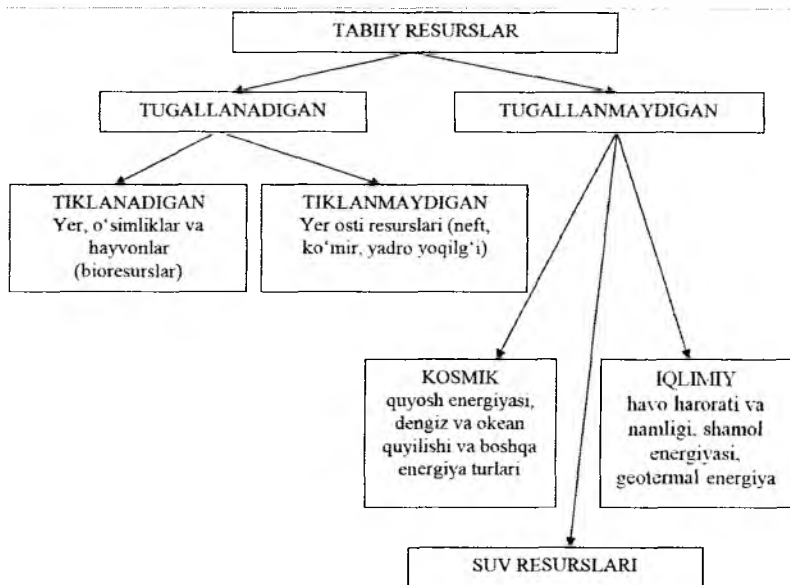 TABIIY RESURSLAR
TUGALLANADIGAN
TUGALLANMAYDIGAN
TIKLANADIGAN
Yer, o‘simliklar va
hayvonlar
(bioresurslar)
TIKLANMAYDIGAN
Yer osti resurslari (neft,
ko‘mir, yadro yoqilg‘i)
KOSMIK
quyosh energiyasi,
dengiz va okean
quyilishi va boshqa
energiya turlari
IQLIMIY
havo harorati va
namligi, shamol
energiyasi,
geotermal energiya
SUV RESURSLARI